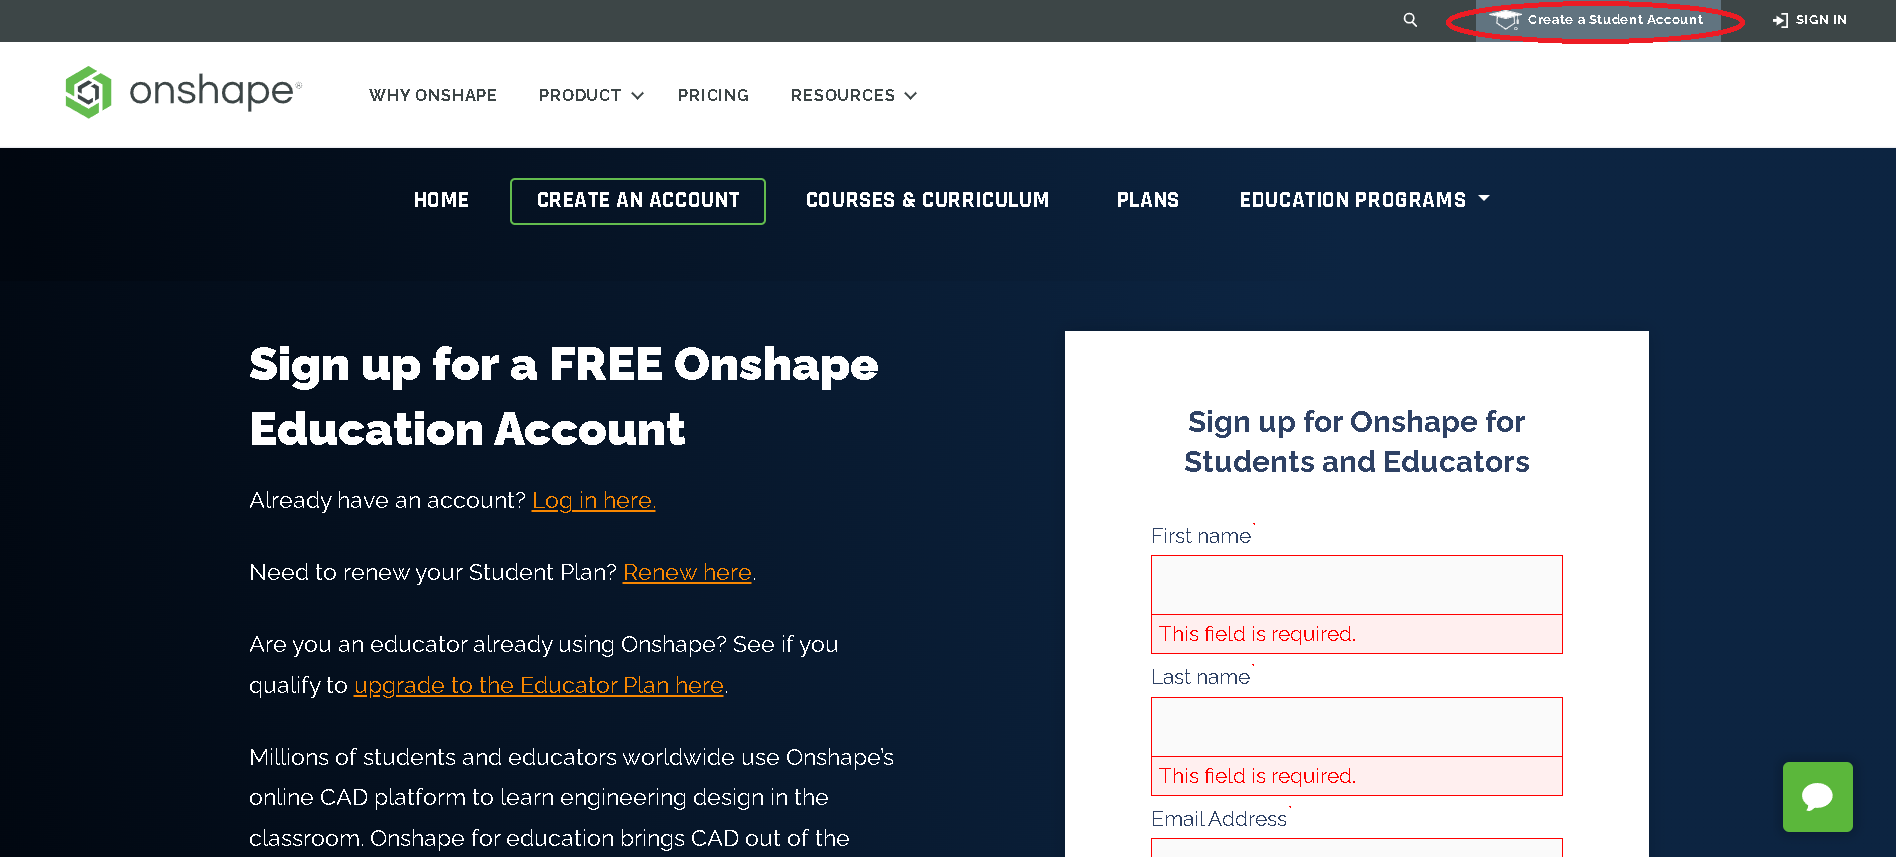 Create a Student Account
SIGN IN
onshape®
WHY ONSHAPE
PRODUCT
PRICING
RESOURCES
HOME
CREATE AN ACCOUNT
COURSES & CURRICULUM
PLANS
EDUCATION PROGRAMS
Sign up for a FREE Onshape
Education Account
Already have an account? Log in here.
Need to renew your Student Plan? Renew here.
Are you an educator already using Onshape? See if you
qualify to upgrade to the Educator Plan here.
Millions of students and educators worldwide use Onshape's
online CAD platform to learn engineering design in the
classroom. Onshape for education brings CAD out of the
Sign up for Onshape for
Students and Educators
First name*
This field is required.
Last name*
This field is required.
Email Address*